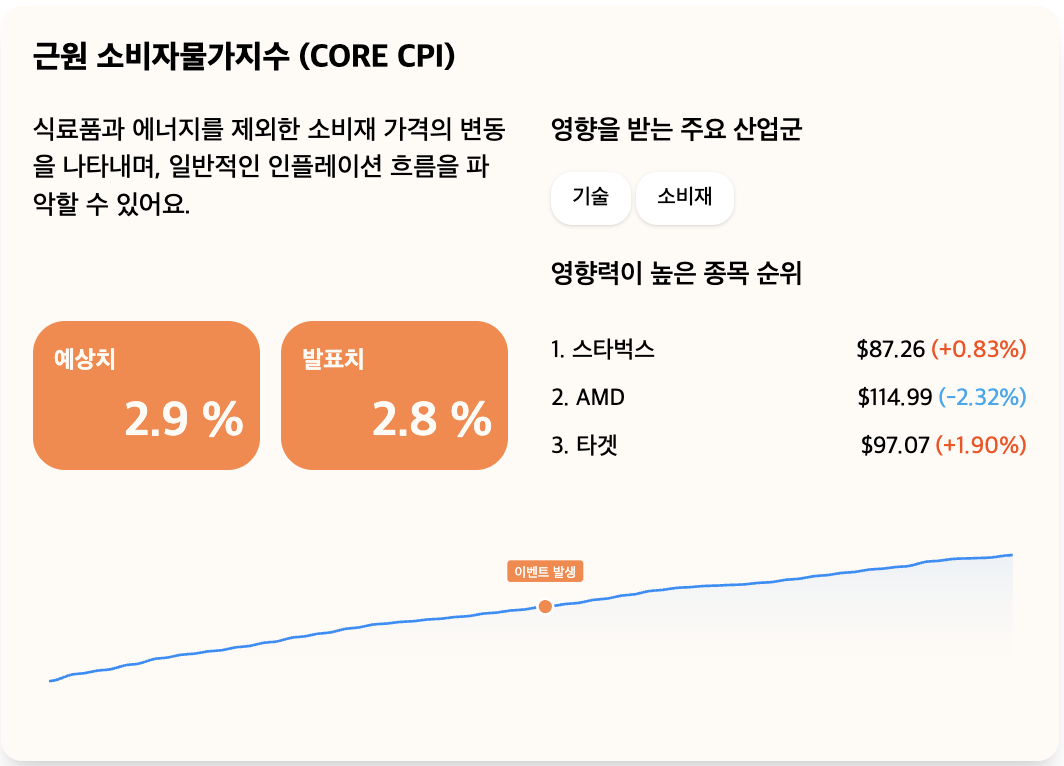 근원 소비자물가지수 (CORE CPI)
식료품과 에너지를 제외한 소비재 가격의 변동
을 나타내며, 일반적인 인플레이션 흐름을 파
악할 수 있어요.
예상치
2.9 %
발표치
2.8 %
영향을 받는 주요 산업군
기술
소비재
영향력이 높은 종목 순위
1. 스타벅스 $87.26 (+0.83%)
2. AMD $114.99 (-2.32%)
3. 타겟 $97.07 (+1.90%)
이벤트 발생